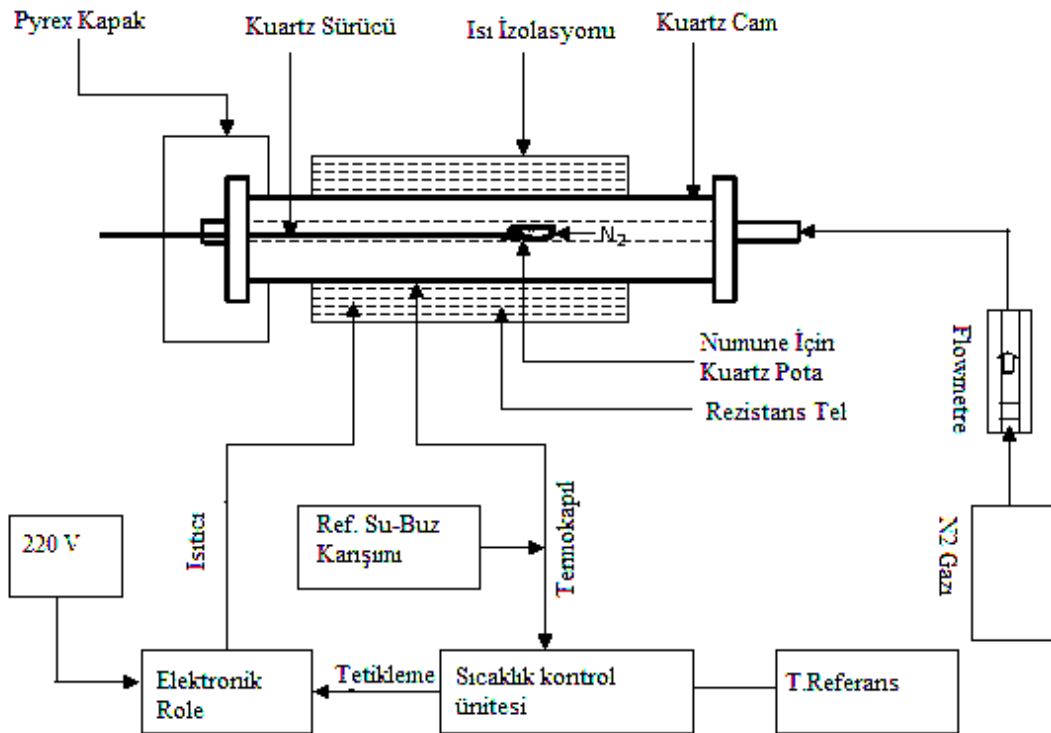 Pyrex Kapak
Kuartz Sürücü
Isı İzolasyonu
Kuartz Cam
N2
Numune İçin
Kuartz Pota
Rezistans Tel
Flowmetre
N2 Gazı
Isıtıcı
Termokapıl
220 V
Ref. Su-Buz
Karışımı
Elektronik
Role
Tetikleme
Sıcaklık kontrol
ünitesi
T.Referans